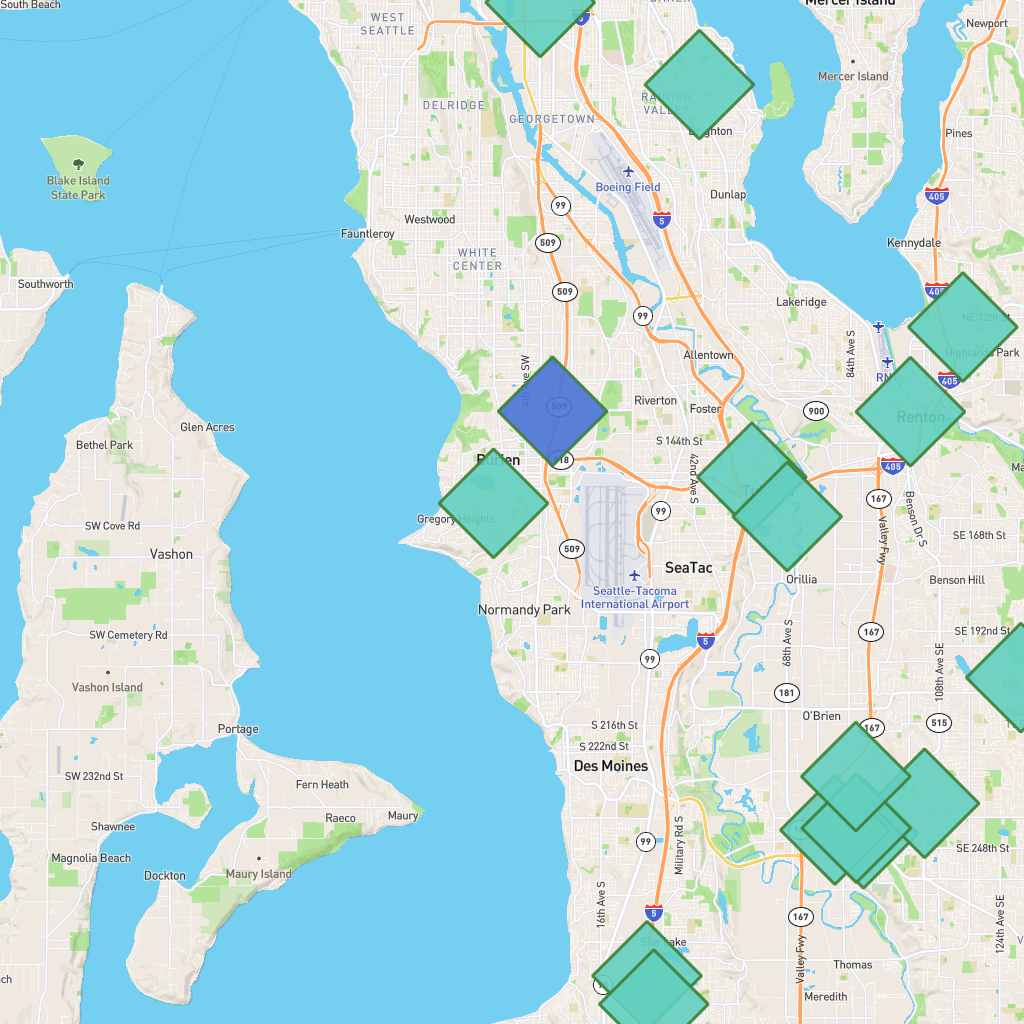 South Beach
WEST
SEATTLE
Mercer Island
Newport
5
Mercer Island
DELRIDGE
RAINIER
VALLEY
GEORGETOWN
Brighton
Pines
Blake Island
State Park
Boeing Field
Dunlap
405
99
Westwood
5
Fauntleroy
509
Kennydale
WHITE
CENTER
Southworth
509
405
Lakeridge
99
NE 12th St
84th Ave S
Allentown
Highlands Park
4th Ave SW
405
Riverton
509
Foster
900
Renton
Glen Acres
S 144th St
Bethel Park
Burien
518
405
42nd Ave S
167
99
Gregory Heights
SW Cove Rd
Benson Dr S
Valley Fwy
SE 168th St
509
Vashon
SeaTac
Orillia
Benson Hill
Seattle-Tacoma
International Airport
Normandy Park
SW Cemetery Rd
5
68th Ave S
167
SE 192nd St
99
108th Ave SE
Vashon Island
181
O'Brien
S 216th St
515
Portage
167
S 222nd St
Des Moines
SW 232nd St
Fern Heath
Raeco
Maury
Shawnee
99
Military Rd S
SE 248th St
Magnolia Beach
Dockton
Maury Island
16th Ave S
5
167
124th Ave SE
Valley Fwy
Thomas
Meredith